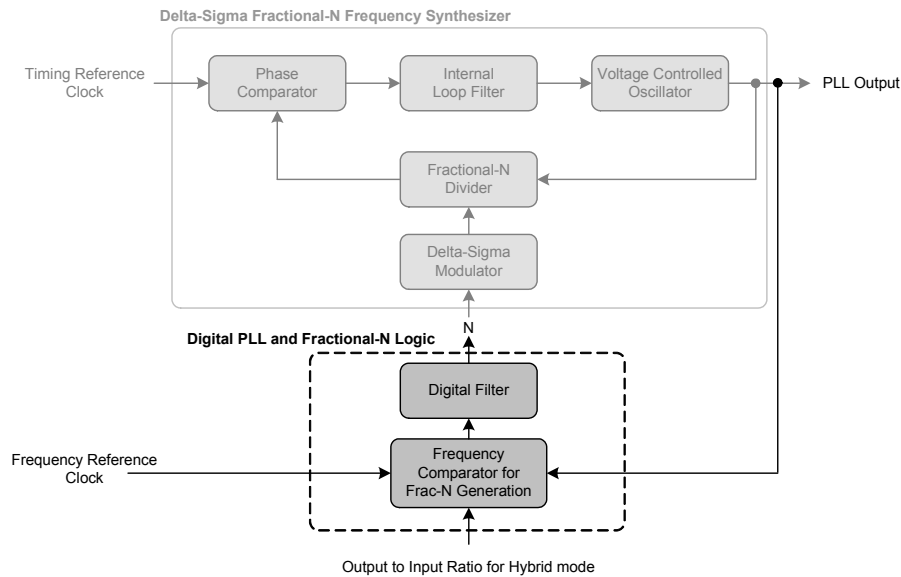 Delta-Sigma Fractional-N Frequency Synthesizer
Timing Reference
Clock
Phase
Comparator
Internal
Loop Filter
Voltage Controlled
Oscillator
PLL Output
Fractional-N
Divider
Delta-Sigma
Modulator
N
Digital PLL and Fractional-N Logic
Digital Filter
Frequency Reference
Clock
Frequency
Comparator for
Frac-N Generation
Output to Input Ratio for Hybrid mode